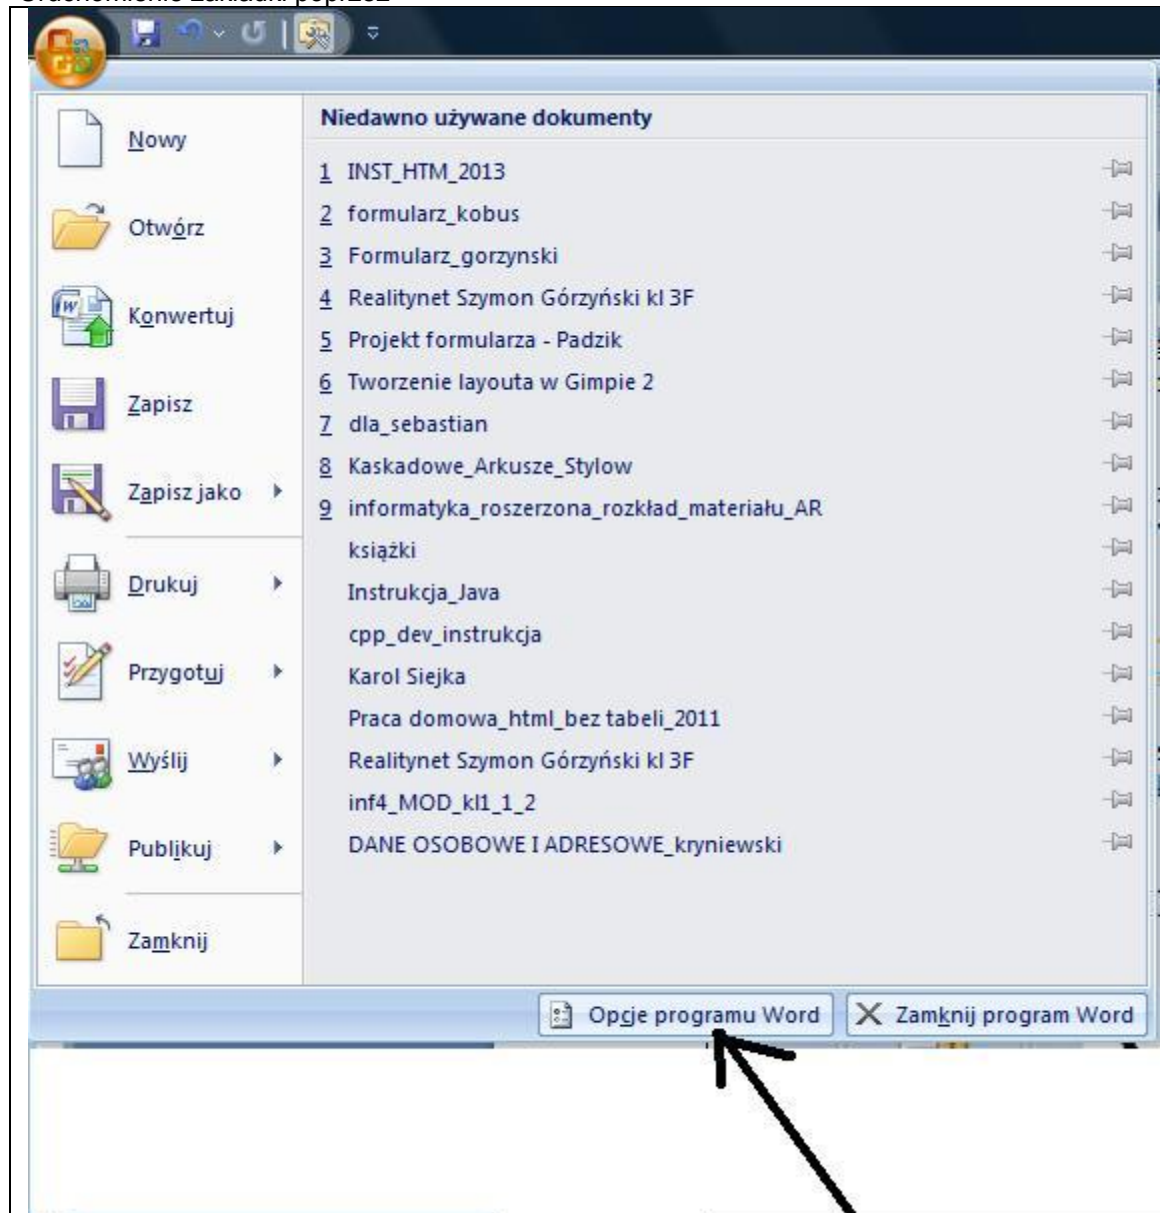 Uruchomienie zakładki poprzez
Nowy
Otwórz
Konwertuj
Zapisz
Zapisz jako
Drukuj
Przygotuj
Wyślij
Publikuj
Zamknij
Niedawno używane dokumenty
1 INST_HTM_2013
2 formularz_kobus
3 Formularz_gorzynski
4 Realitynet Szymon Górzyński kl 3F
5 Projekt formularza - Padzik
6 Tworzenie layouta w Gimpie 2
7 dla_sebastian
8 Kaskadowe_Arkusze_Stylow
9 informatyka_roszerzona_rozkład_materiału_AR
książki
Instrukcja_Java
cpp_dev_instrukcja
Karol Siejka
Praca domowa_html_bez tabeli_2011
Realitynet Szymon Górzyński kl 3F
inf4_MOD_kl1_1_2
DANE OSOBOWE I ADRESOWE_kryniewski
Opcje programu Word
Zamknij program Word